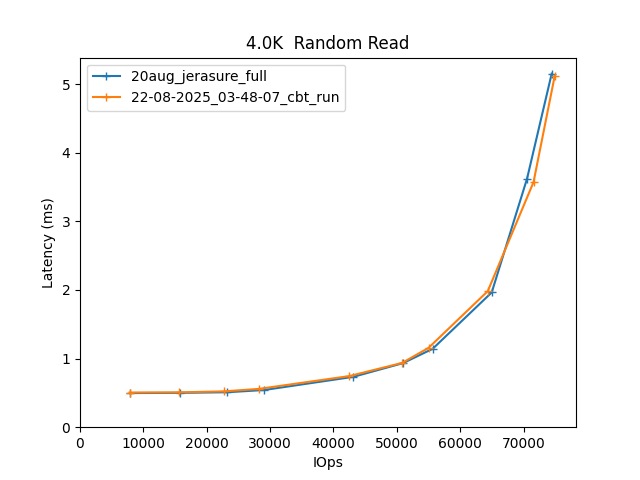 4.0K  Random Read
20aug_jerasure_full
22-08-2025_03-48-07_cbt_run
5
4
3
2
1
0
Latency (ms)
0 10000 20000 30000 40000 50000 60000 70000
IOps